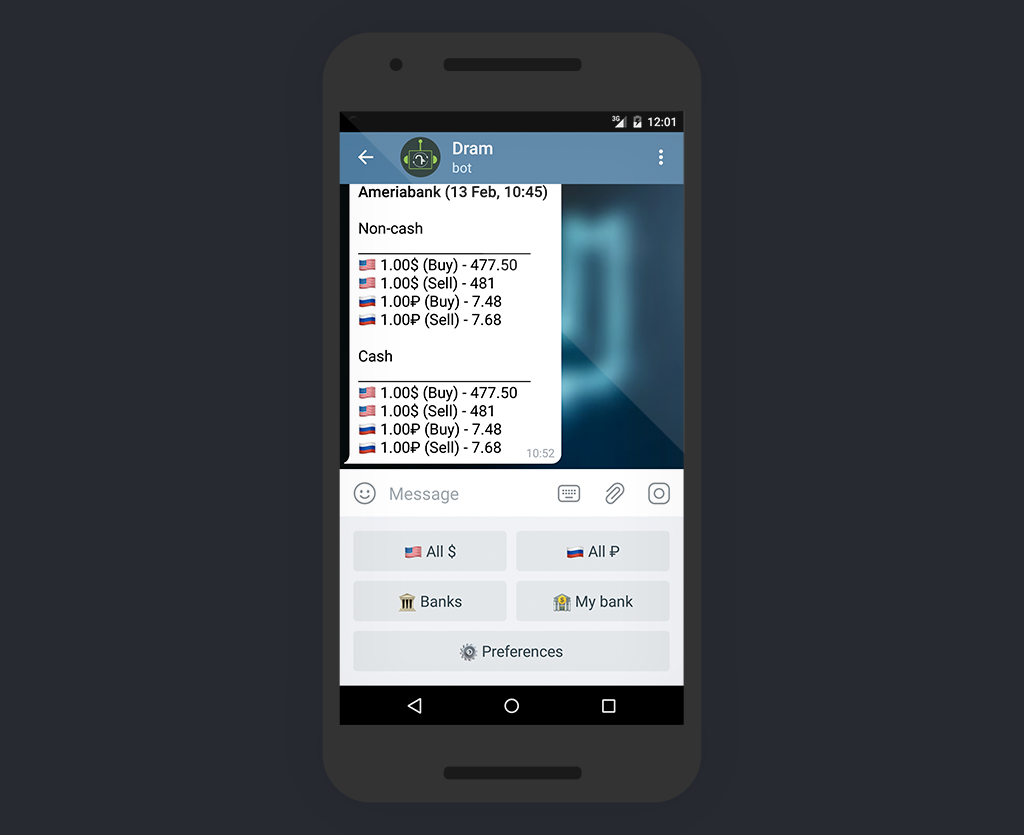 3G 12:01
Dram
bot
Ameriabank (13 Feb, 10:45)
Non-cash
🇺🇸 1.00$ (Buy) - 477.50
🇺🇸 1.00$ (Sell) - 481
🇷🇺 1.00₽ (Buy) - 7.48
🇷🇺 1.00₽ (Sell) - 7.68
Cash
🇺🇸 1.00$ (Buy) - 477.50
🇺🇸 1.00$ (Sell) - 481
🇷🇺 1.00₽ (Buy) - 7.48
🇷🇺 1.00₽ (Sell) - 7.68
10:52
Message
🇺🇸 All $
🇷🇺 All ₽
🏛 Banks
🏦 My bank
⚙ Preferences